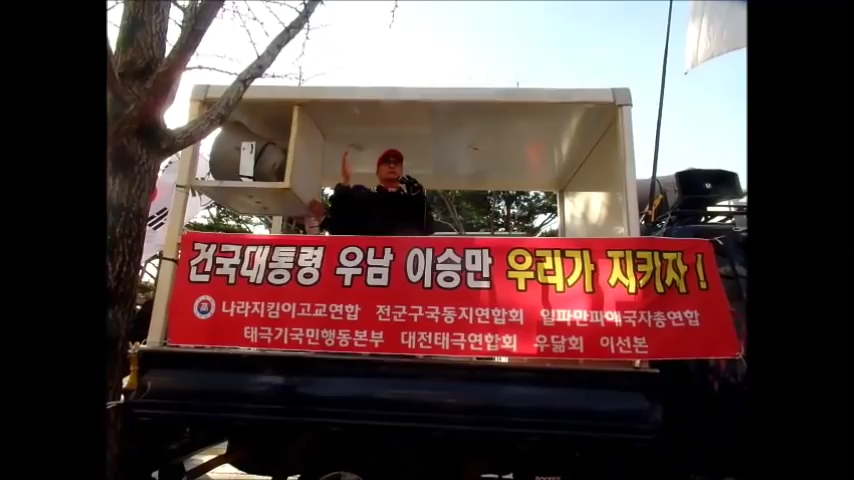 건국대통령 우남 이승만 우리가 지키자!
나라지킴이고교연합 전군구국동지연합회 일파만파애국자총연합
태극기국민행동본부 대전태극연합회 우닮회 이선본